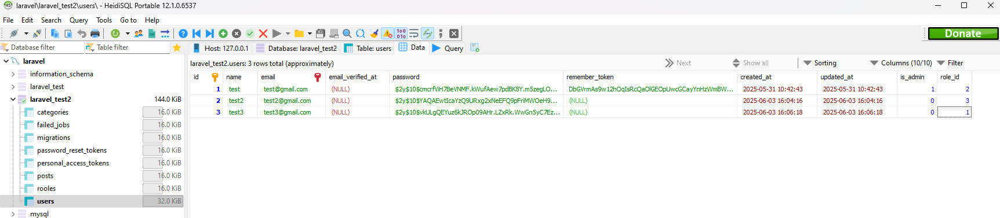 laravel\laravel_test2\users\ - HeidiSQL Portable 12.1.0.6537
File Edit Search Query Tools Go to Help
Donate
Database filter Table filter Host: 127.0.0.1 Database: laravel_test2 Table: users Data Query
laravel laravel_test2.users: 3 rows total (approximately) Next Show all Sorting Columns (10/10) Filter
information_schema id name email email_verified_at password remember_token created_at updated_at is_admin role_id
laravel_test 1 test test@gmail.com (NULL) $2y$10$cmcrfViH7BeVNMF.kWufAew7pdBK8Y.m5zegLO... DbGVrmAs9w12hOqIsRcQaOlGEOpUwcGCayYnHzWmBW... 2025-05-31 10:42:43 2025-05-31 10:42:43 1 2
laravel_test2 144.0 KiB 2 test2 test2@gmail.com (NULL) $2y$10$YAQAEwtIcaYzQ9URxg2xNeEFQ9pFriMWOeH9... (NULL) 2025-06-03 16:04:16 2025-06-03 16:04:16 0 3
categories 16.0 KiB 3 test3 test3@gmail.com (NULL) $2y$10$vkULgQEYuz6kJROp09AHr.LZxRk.WwGn5yC7Ez... (NULL) 2025-06-03 16:06:18 2025-06-03 16:06:18 0 1
failed_jobs 16.0 KiB
migrations 16.0 KiB
password_reset_tokens 16.0 KiB
personal_access_tokens 16.0 KiB
posts 16.0 KiB
rooles 16.0 KiB
users 32.0 KiB
mysql